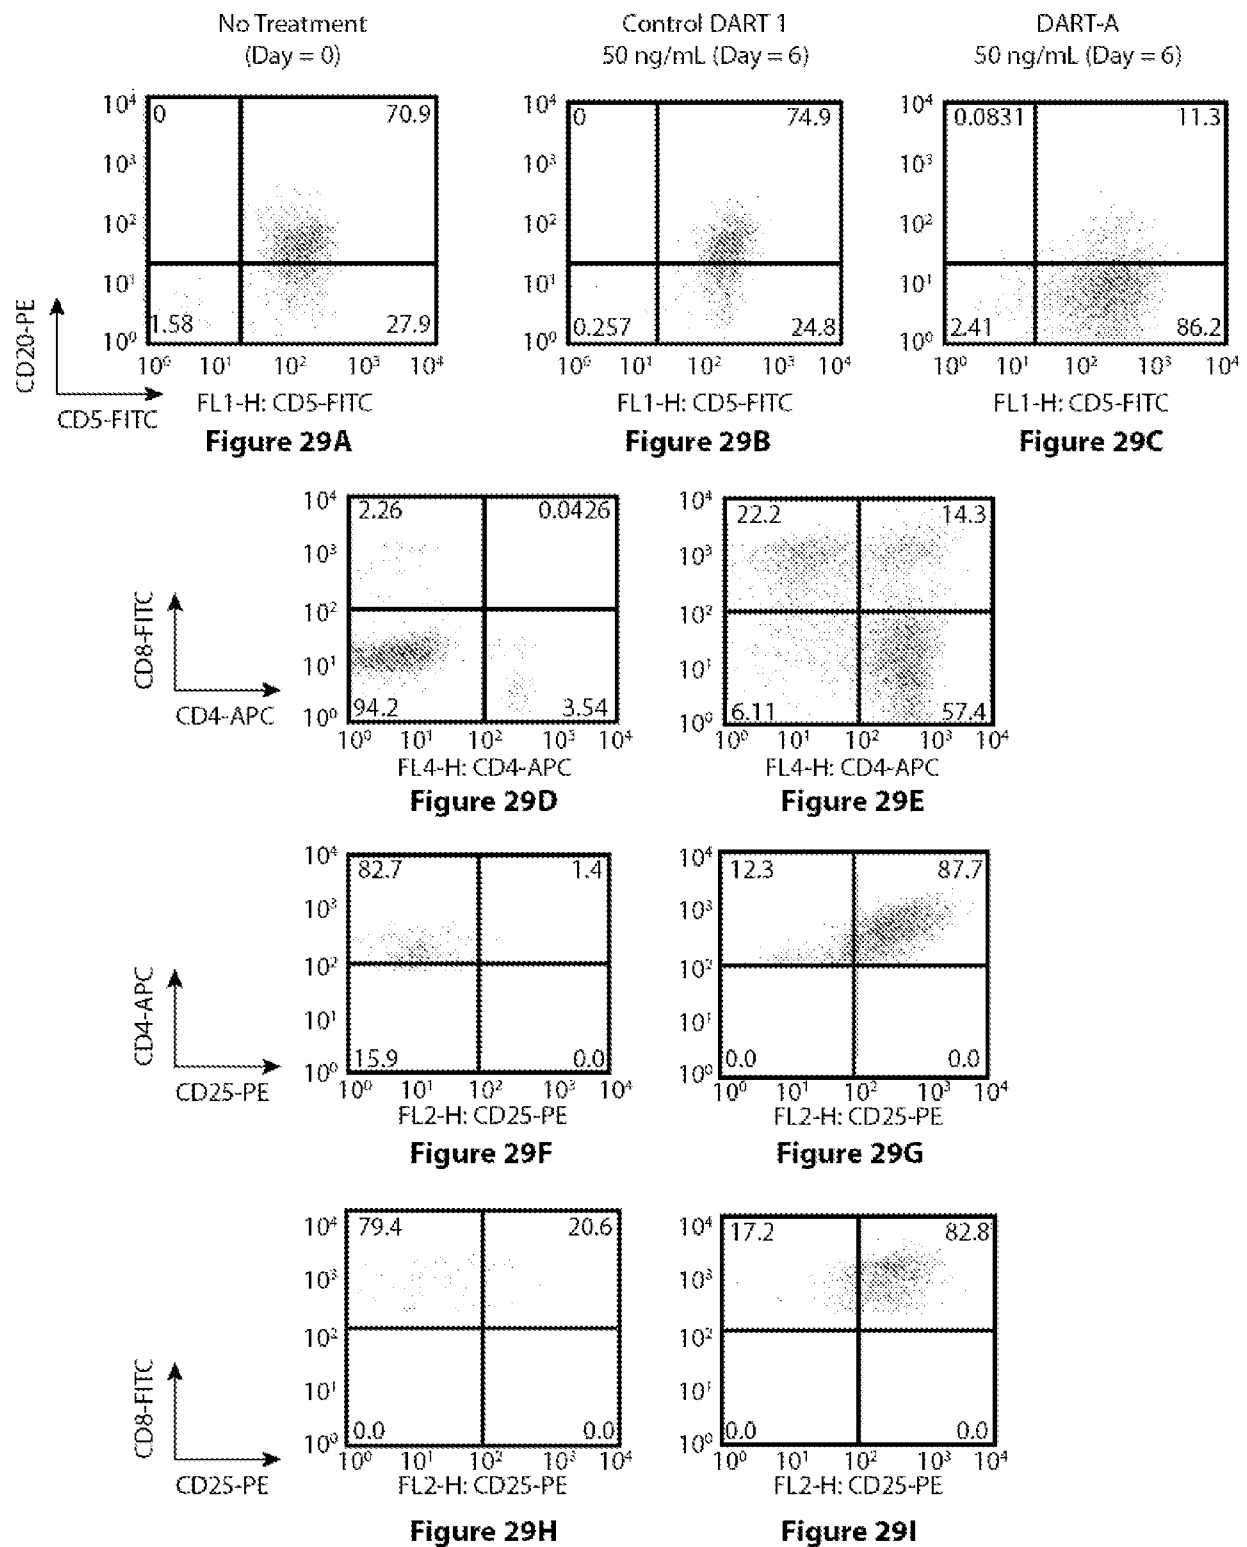 No Treatment
(Day = 0)
Control DART 1
50 ng/mL (Day = 6)
DART-A
50 ng/mL (Day = 6)
CD20-PE
CD5-FITC
10⁴
10³
10²
10¹
10⁰
0
70.9
1.58
27.9
10⁰ 10¹ 10² 10³ 10⁴
FL1-H: CD5-FITC
Figure 29A
10⁴
10³
10²
10¹
10⁰
0
74.9
0.257
24.8
10⁰ 10¹ 10² 10³ 10⁴
FL1-H: CD5-FITC
Figure 29B
10⁴
10³
10²
10¹
10⁰
0.0831
11.3
2.41
86.2
10⁰ 10¹ 10² 10³ 10⁴
FL1-H: CD5-FITC
Figure 29C
CD8-FITC
CD4-APC
10⁴
10³
10²
10¹
10⁰
2.26
0.0426
94.2
3.54
10⁰ 10¹ 10² 10³ 10⁴
FL4-H: CD4-APC
Figure 29D
10⁴
10³
10²
10¹
10⁰
22.2
14.3
6.11
57.4
10⁰ 10¹ 10² 10³ 10⁴
FL4-H: CD4-APC
Figure 29E
CD4-APC
CD25-PE
10⁴
10³
10²
10¹
10⁰
82.7
1.4
15.9
0.0
10⁰ 10¹ 10² 10³ 10⁴
FL2-H: CD25-PE
Figure 29F
10⁴
10³
10²
10¹
10⁰
12.3
87.7
0.0
0.0
10⁰ 10¹ 10² 10³ 10⁴
FL2-H: CD25-PE
Figure 29G
CD8-FITC
CD25-PE
10⁴
10³
10²
10¹
10⁰
79.4
20.6
0.0
0.0
10⁰ 10¹ 10² 10³ 10⁴
FL2-H: CD25-PE
Figure 29H
10⁴
10³
10²
10¹
10⁰
17.2
82.8
0.0
0.0
10⁰ 10¹ 10² 10³ 10⁴
FL2-H: CD25-PE
Figure 29I